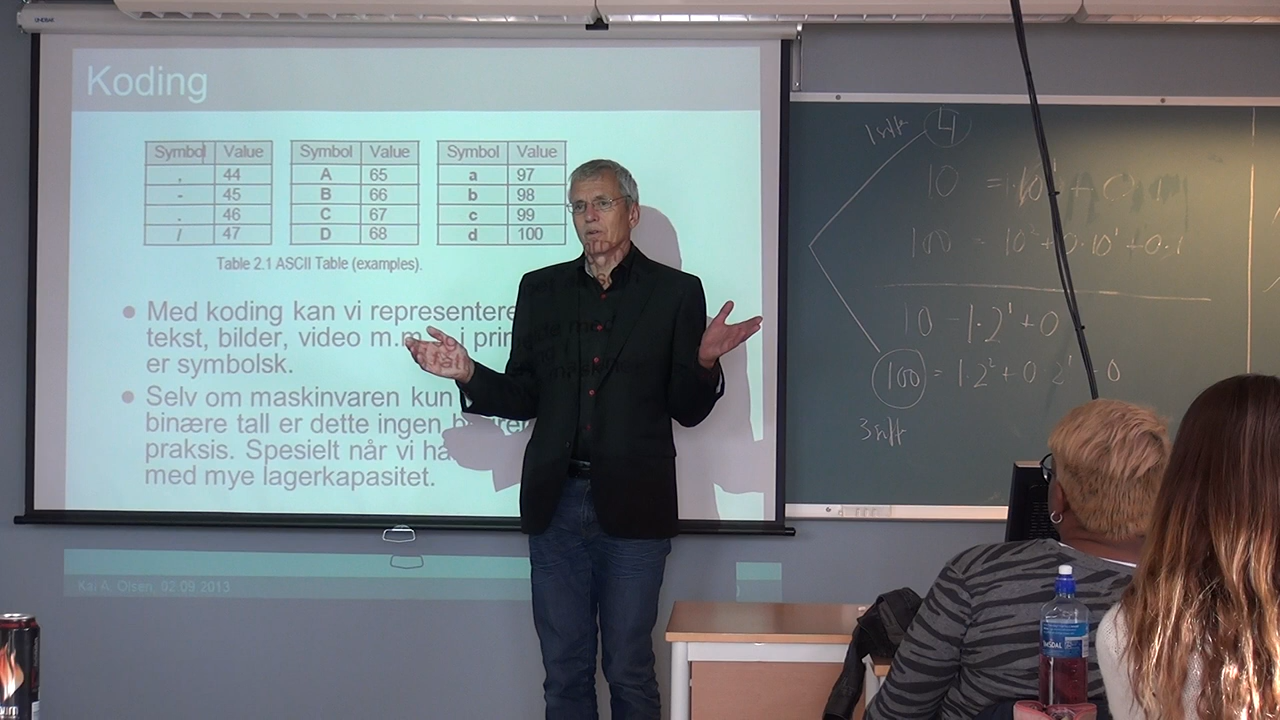 Koding
Symbol Value Symbol Value Symbol Value
, 44 A 65 a 97
- 45 B 66 b 98
. 46 C 67 c 99
/ 47 D 68 d 100
Table 2.1 ASCII Table (examples).
• Med koding kan vi representere
tekst, bilder, video m.m.
er symbolsk.
• Selv om maskinvaren kun
binære tall er dette ingen
praksis. Spesielt når vi ha
med mye lagerkapasitet.
Kai A. Olsen, 02.09.2013
4
10 = 1·10¹ + 0·1
100 = 10² + 0·10¹ + 0·1
10 - 1·2¹ + 0
100 = 1·2² + 0·2¹ + 0